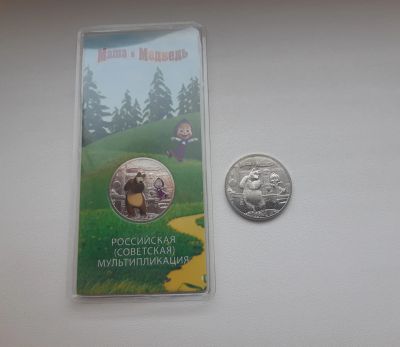 Маша и Медведь
РОССИЙСКАЯ
(СОВЕТСКАЯ)
МУЛЬТИПЛИКАЦИЯ